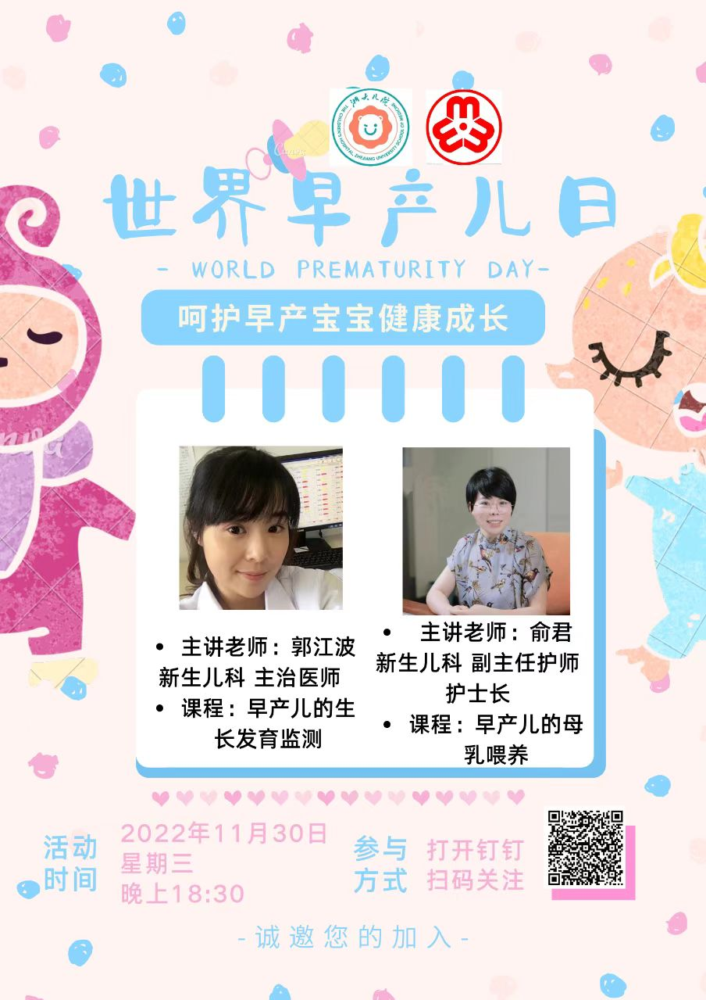 浙大儿院
THE CHILDREN'S HOSPITAL, ZHEJIANG UNIVERSITY SCHOOL OF MEDICINE
Canva
世界早产儿日
- WORLD PREMATURITY DAY-
呵护早产宝宝健康成长
• 主讲老师：郭江波
新生儿科 主治医师
• 课程：早产儿的生
长发育监测
• 主讲老师：俞君
新生儿科 副主任护师
护士长
• 课程：早产儿的母
乳喂养
活动
时间
2022年11月30日
星期三
晚上18:30
参与
方式
打开钉钉
扫码关注
-诚邀您的加入-